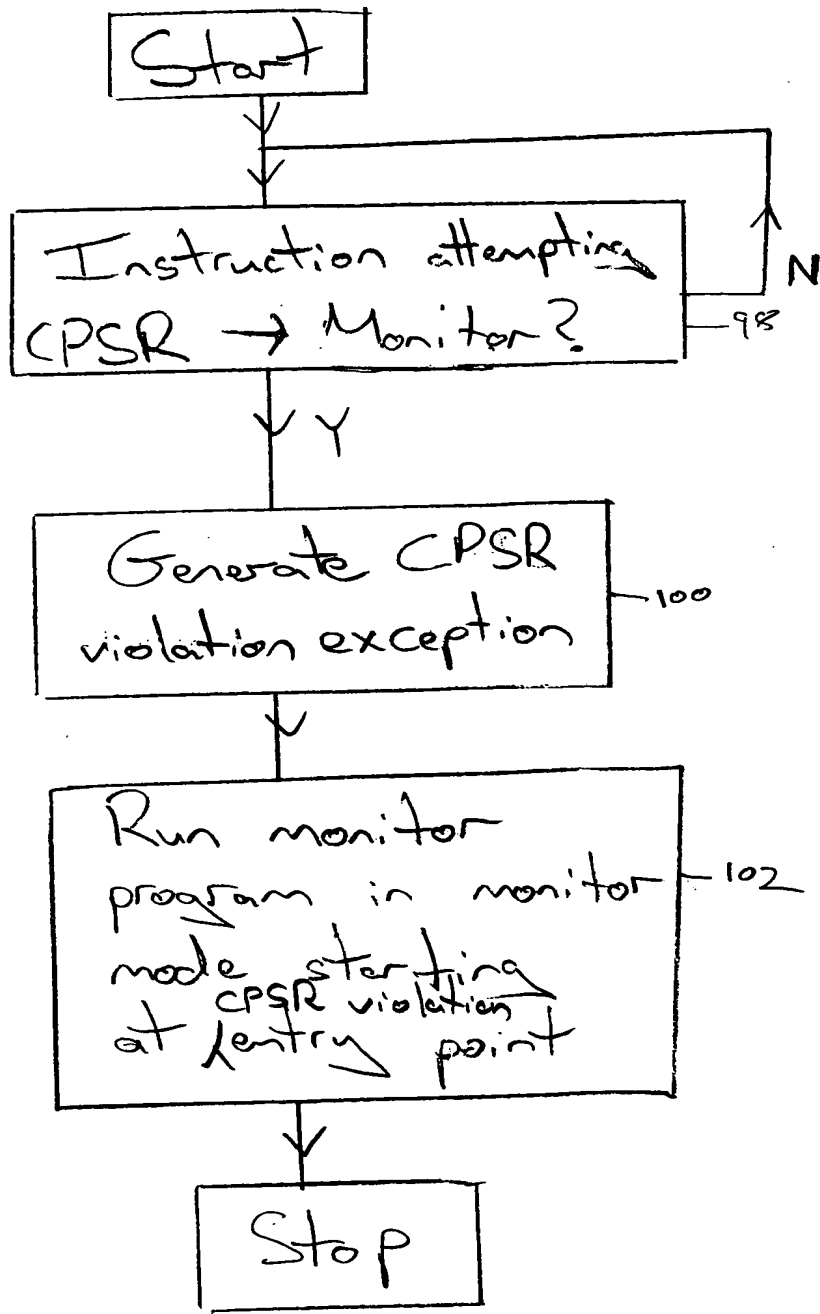 Start
Instruction attempting
CPSR → Monitor?
N
98
Y
Generate CPSR
violation exception
100
Run monitor
program in monitor
mode starting
CPSR violation
at entry point
102
Stop